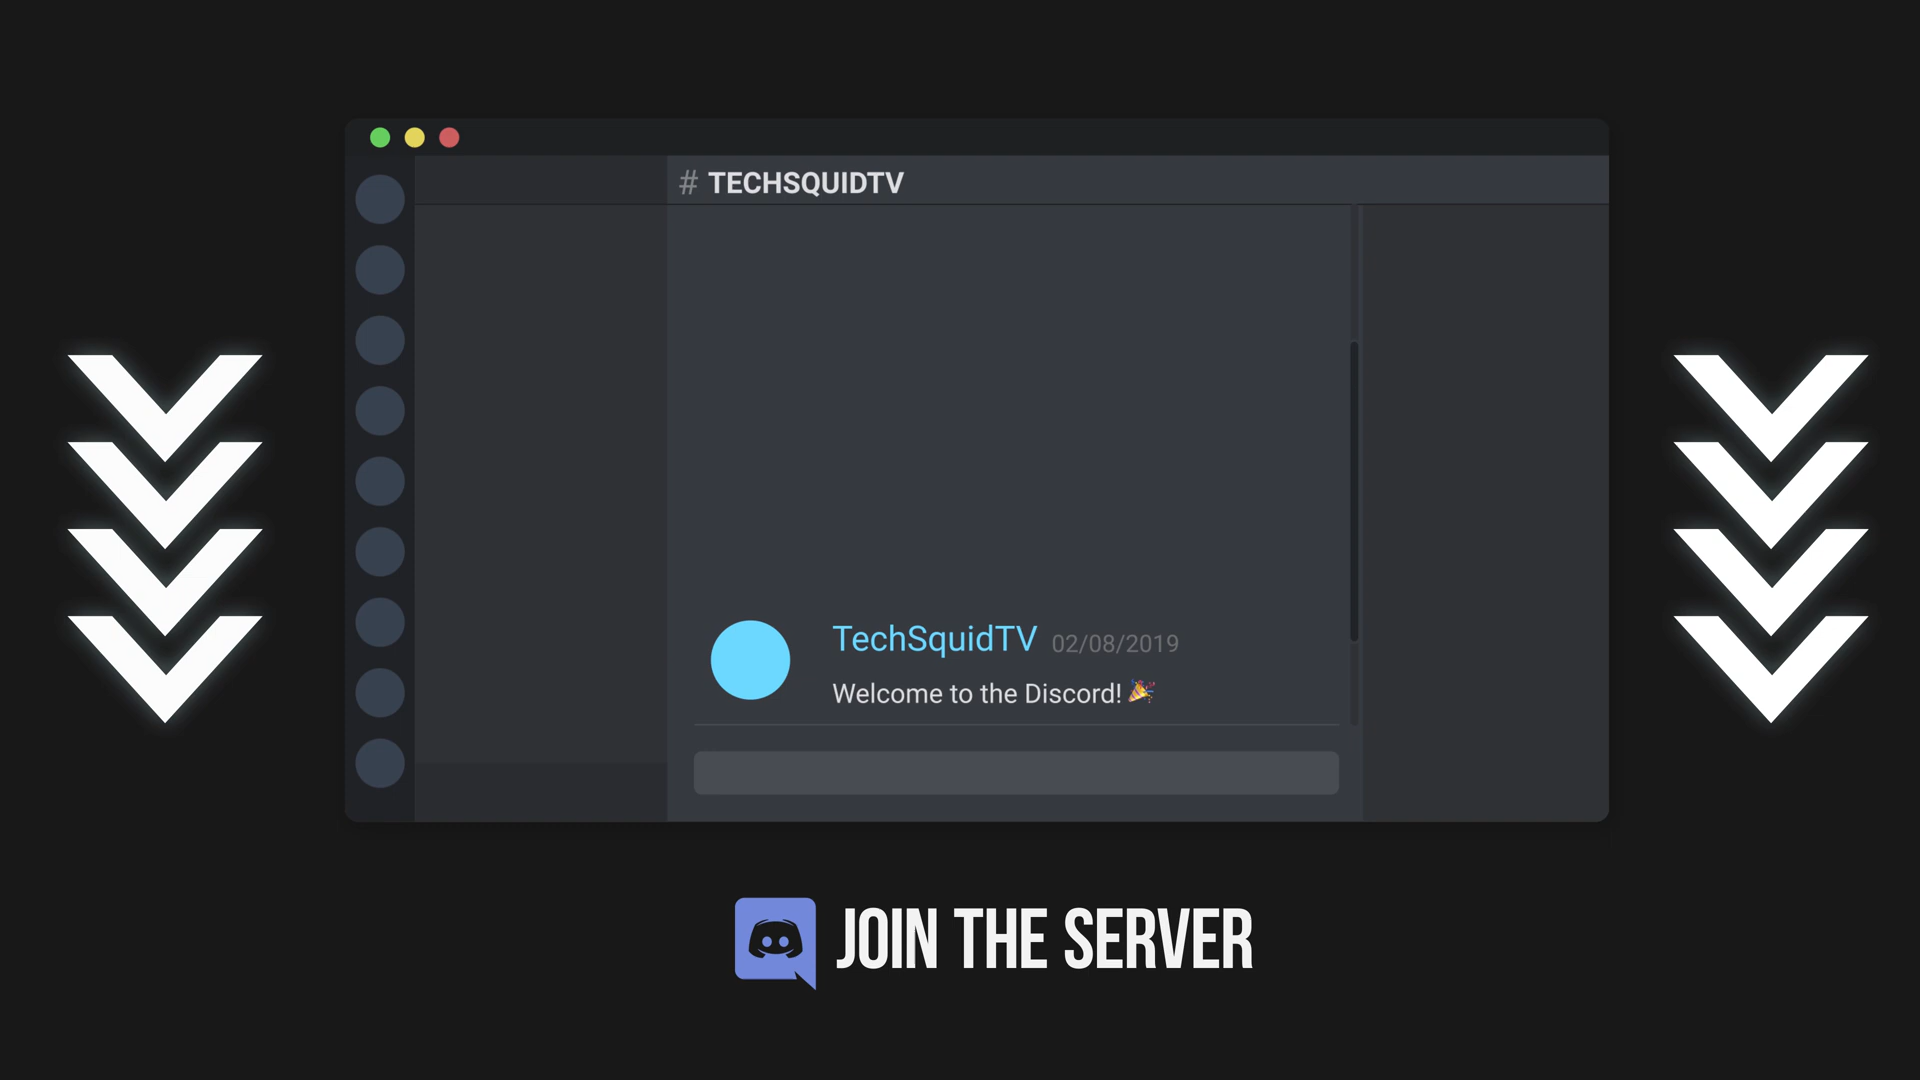 # TECHSQUIDTV
TechSquidTV 02/08/2019
Welcome to the Discord! 🎉
JOIN THE SERVER